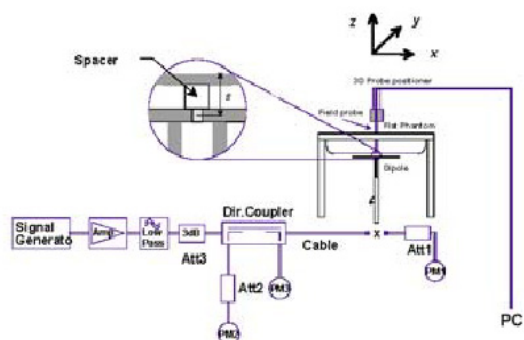 z
y
x
3D Probe positioner
Spacer
Field probe
Flat Phantom
Dipole
Dir.Coupler
Signal
Generato
Amp
Low
Pass
3dB
Att3
Cable
x
Att1
PM1
Att2
PM3
PM2
PC